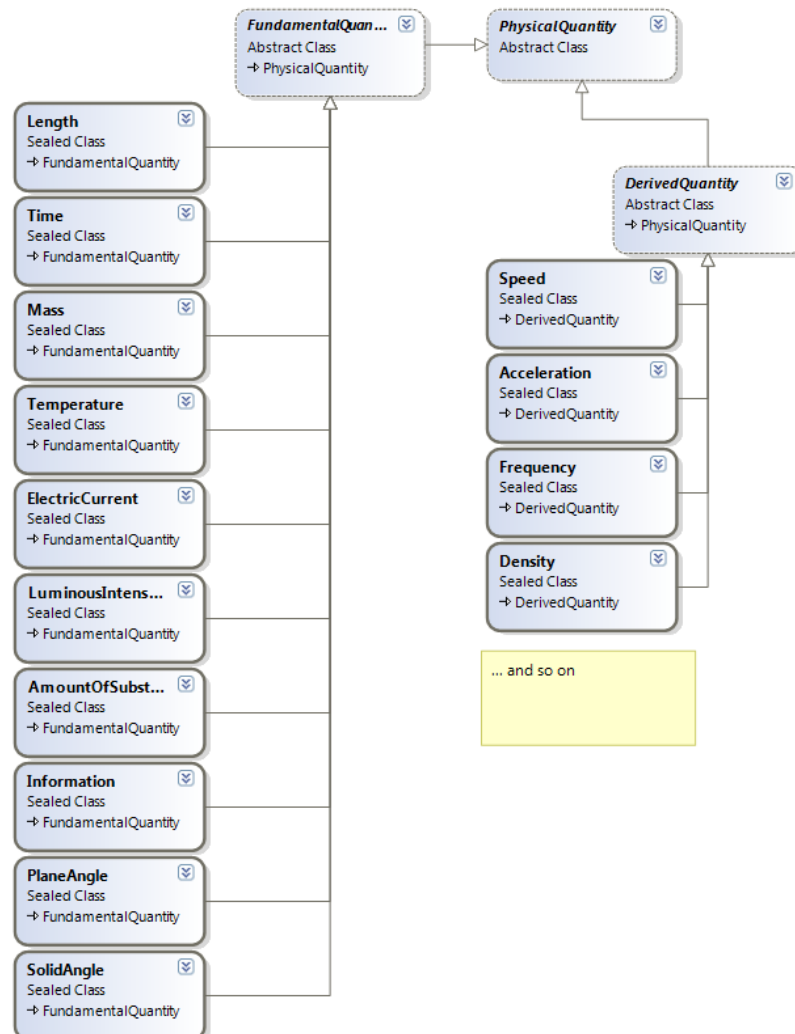 FundamentalQuan...
Abstract Class
PhysicalQuantity
PhysicalQuantity
Abstract Class
Length
Sealed Class
FundamentalQuantity
Time
Sealed Class
FundamentalQuantity
Mass
Sealed Class
FundamentalQuantity
Temperature
Sealed Class
FundamentalQuantity
ElectricCurrent
Sealed Class
FundamentalQuantity
LuminousIntens...
Sealed Class
FundamentalQuantity
AmountOfSubst...
Sealed Class
FundamentalQuantity
Information
Sealed Class
FundamentalQuantity
PlaneAngle
Sealed Class
FundamentalQuantity
SolidAngle
Sealed Class
FundamentalQuantity
DerivedQuantity
Abstract Class
PhysicalQuantity
Speed
Sealed Class
DerivedQuantity
Acceleration
Sealed Class
DerivedQuantity
Frequency
Sealed Class
DerivedQuantity
Density
Sealed Class
DerivedQuantity
... and so on